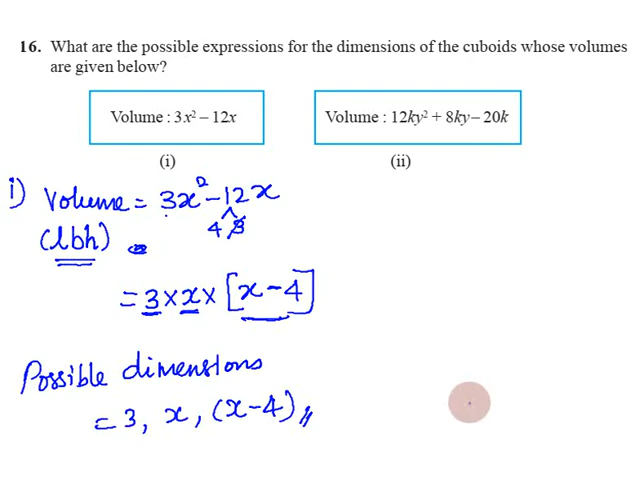 16. What are the possible expressions for the dimensions of the cuboids whose volumes
are given below?
Volume : 3x² – 12x
Volume : 12ky² + 8ky – 20k
(i)
(ii)
i) Volume = 3x² – 12x
4 3
(lbh)
= 3 × x × [x – 4]
Possible dimensions
= 3, x, (x – 4)